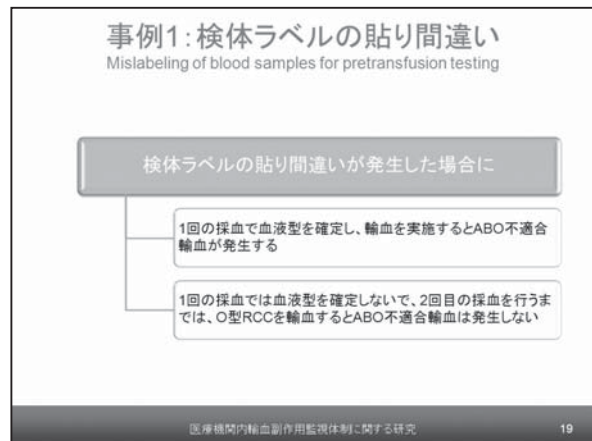 事例1：検体ラベルの貼り間違い
Mislabeling of blood samples for pretransfusion testing
検体ラベルの貼り間違いが発生した場合に
1回の採血で血液型を確定し、輸血を実施するとABO不適合
輸血が発生する
1回の採血では血液型を確定しないで、2回目の採血を行うま
では、O型RCCを輸血するとABO不適合輸血は発生しない
医療機関内輸血副作用監視体制に関する研究
19